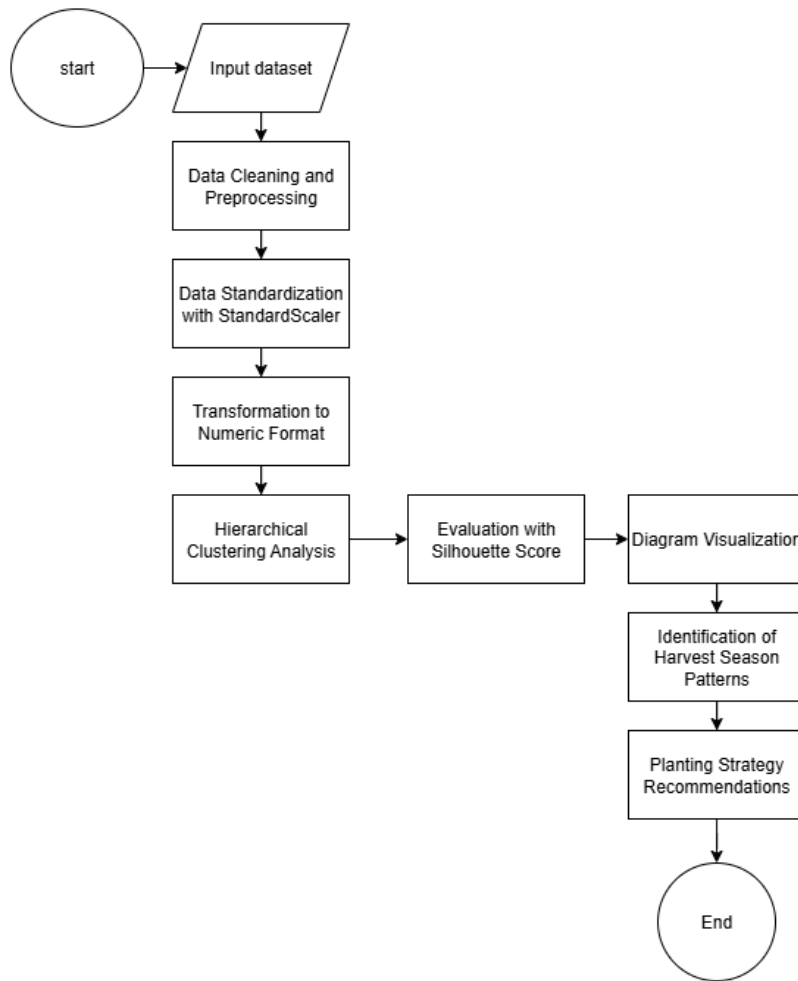 start
Input dataset
Data Cleaning and
Preprocessing
Data Standardization
with StandardScaler
Transformation to
Numeric Format
Hierarchical
Clustering Analysis
Evaluation with
Silhouette Score
Diagram Visualization
Identification of
Harvest Season
Patterns
Planting Strategy
Recommendations
End